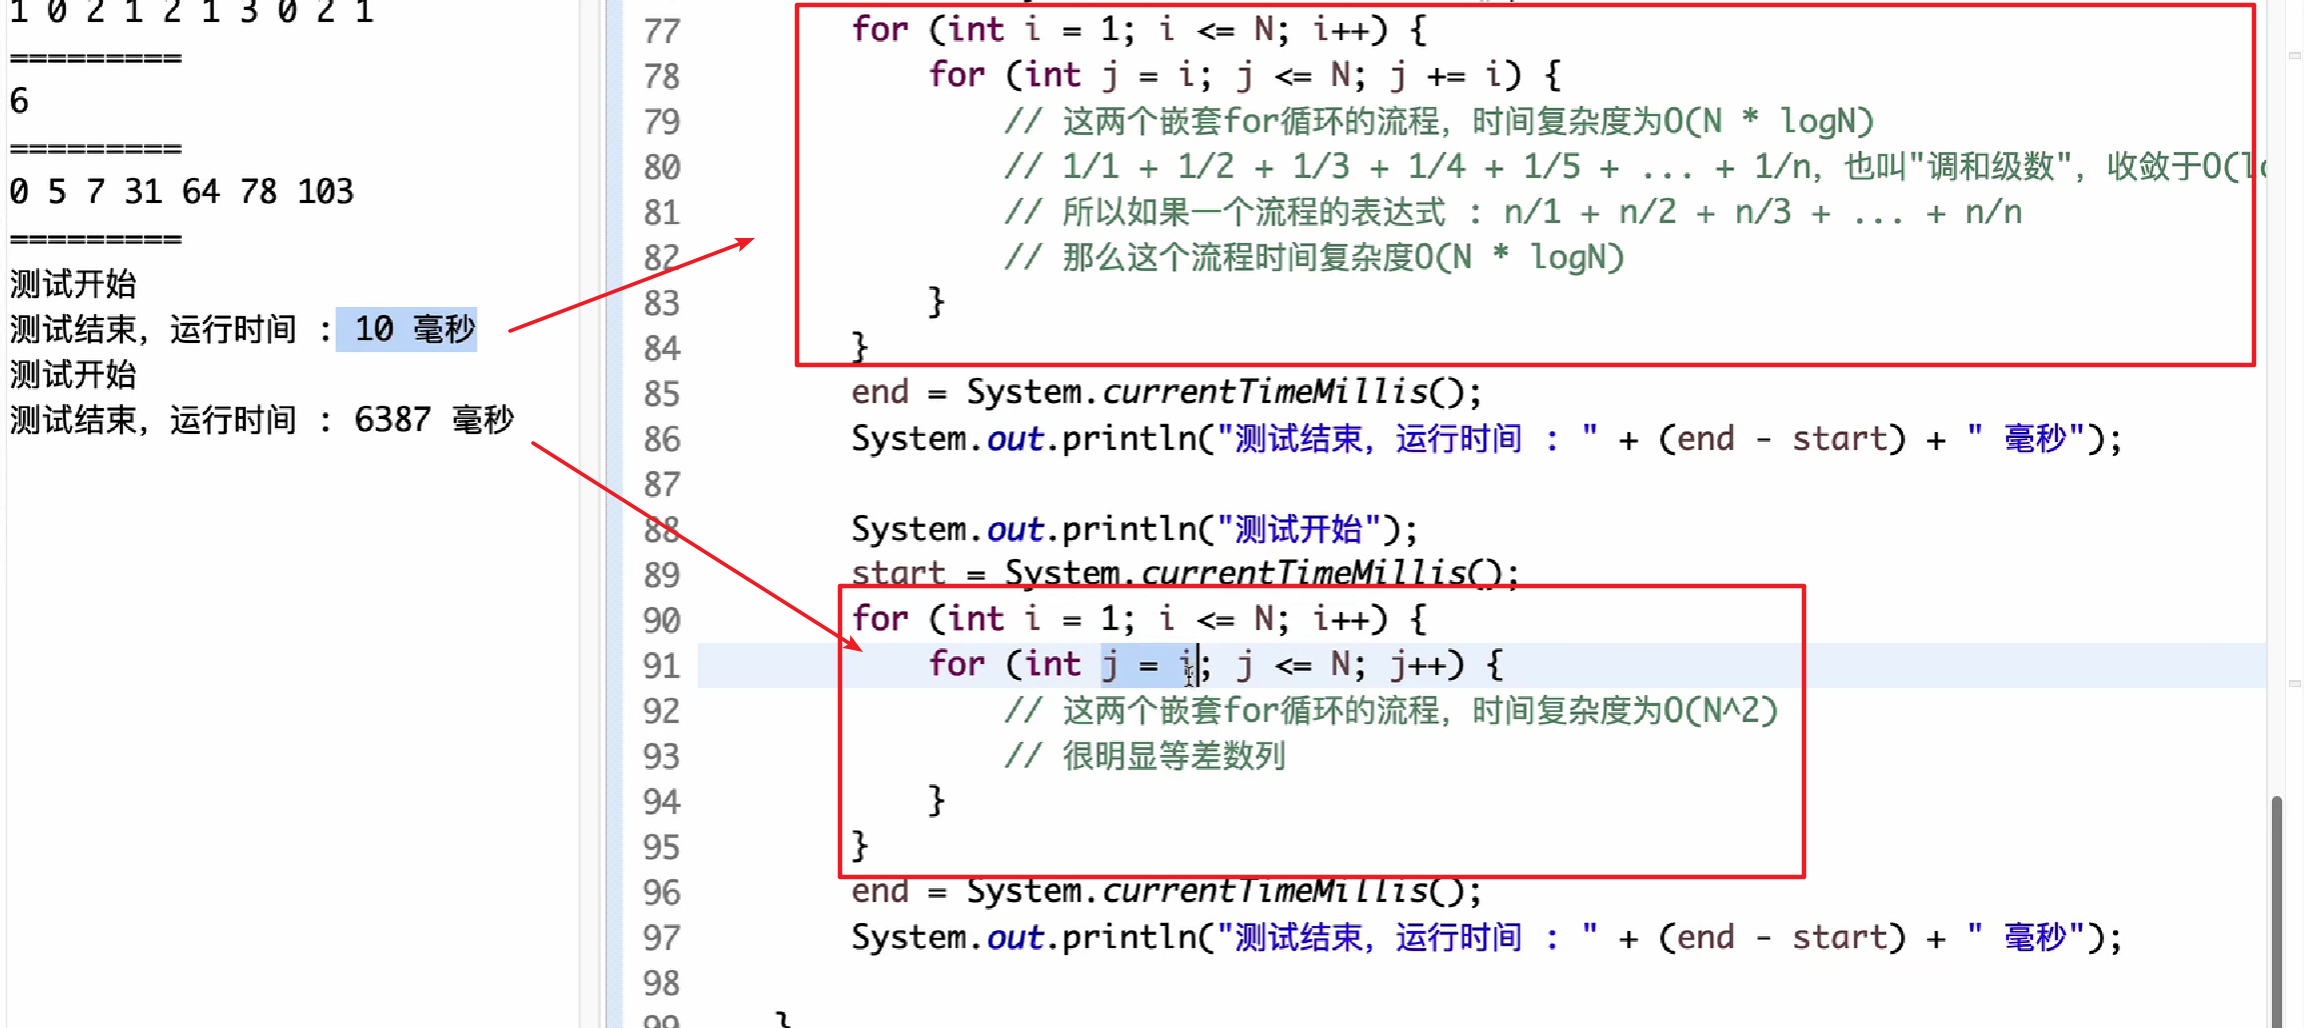 1 0 2 1 2 1 3 0 2 1
=========
6
=========
0 5 7 31 64 78 103
=========
测试开始
测试结束，运行时间 : 10 毫秒
测试开始
测试结束，运行时间 : 6387 毫秒
77 for (int i = 1; i <= N; i++) {
78 for (int j = i; j <= N; j += i) {
79 // 这两个嵌套for循环的流程，时间复杂度为O(N * logN)
80 // 1/1 + 1/2 + 1/3 + 1/4 + 1/5 + ... + 1/n，也叫"调和级数"，收敛于O(l
81 // 所以如果一个流程的表达式 : n/1 + n/2 + n/3 + ... + n/n
82 // 那么这个流程时间复杂度O(N * logN)
83 }
84 }
85 end = System.currentTimeMillis();
86 System.out.println("测试结束，运行时间 : " + (end - start) + " 毫秒");
87
88 System.out.println("测试开始");
89 start = System.currentTimeMillis();
90 for (int i = 1; i <= N; i++) {
91 for (int j = i; j <= N; j++) {
92 // 这两个嵌套for循环的流程，时间复杂度为O(N^2)
93 // 很明显等差数列
94 }
95 }
96 end = System.currentTimeMillis();
97 System.out.println("测试结束，运行时间 : " + (end - start) + " 毫秒");
98
99 }